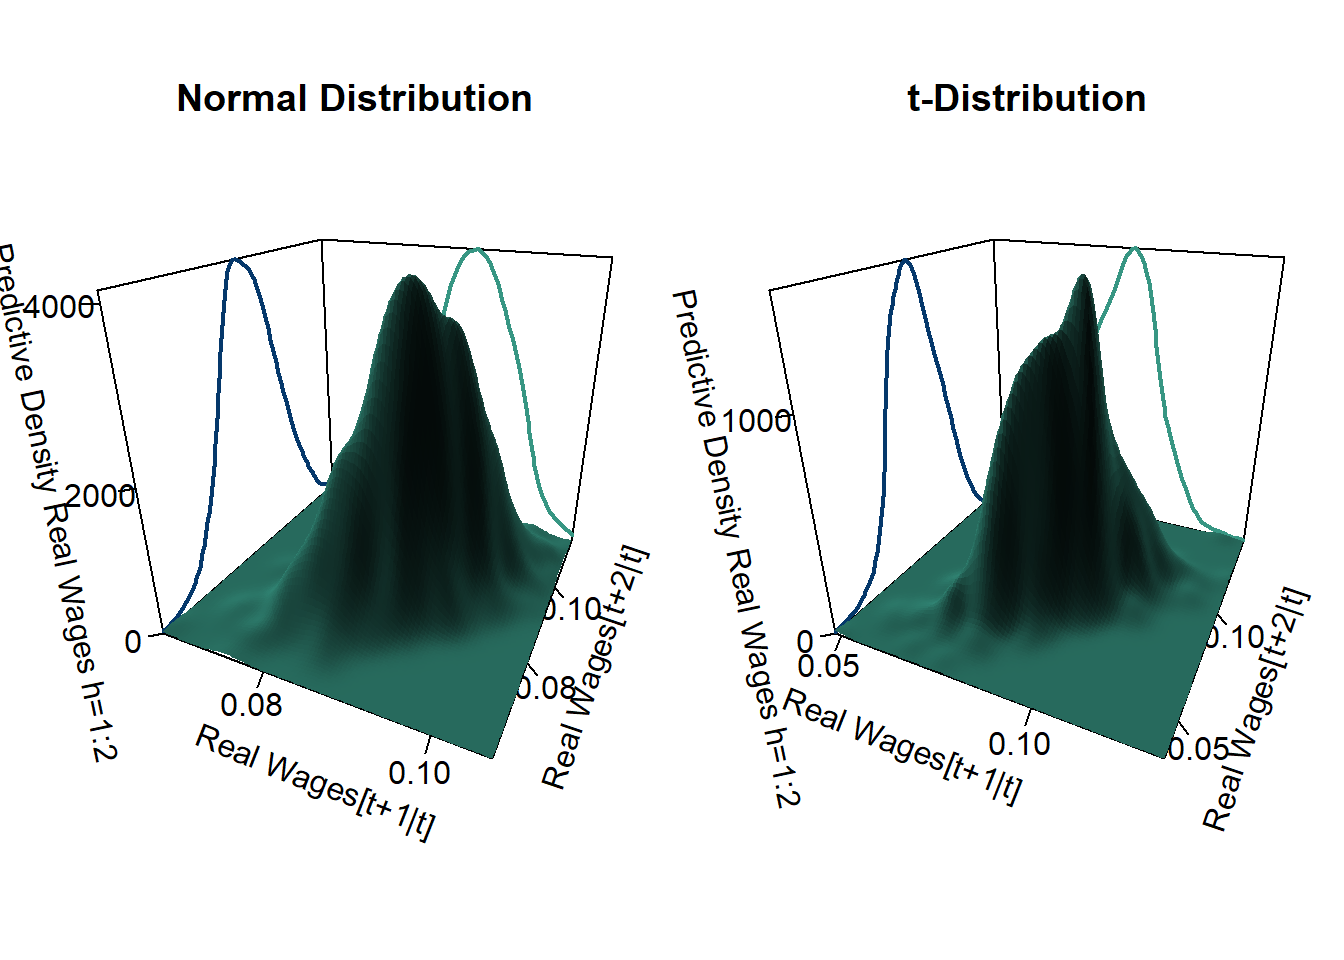 Normal Distribution
Predictive Density Real Wages h=1:2
4000
2000
0
0.08
0.10
Real Wages[t+1|t]
0.08
0.10
Real Wages[t+2|t]
t-Distribution
Predictive Density Real Wages h=1:2
1000
0
0.05
0.10
Real Wages[t+1|t]
0.05
0.10
Real Wages[t+2|t]